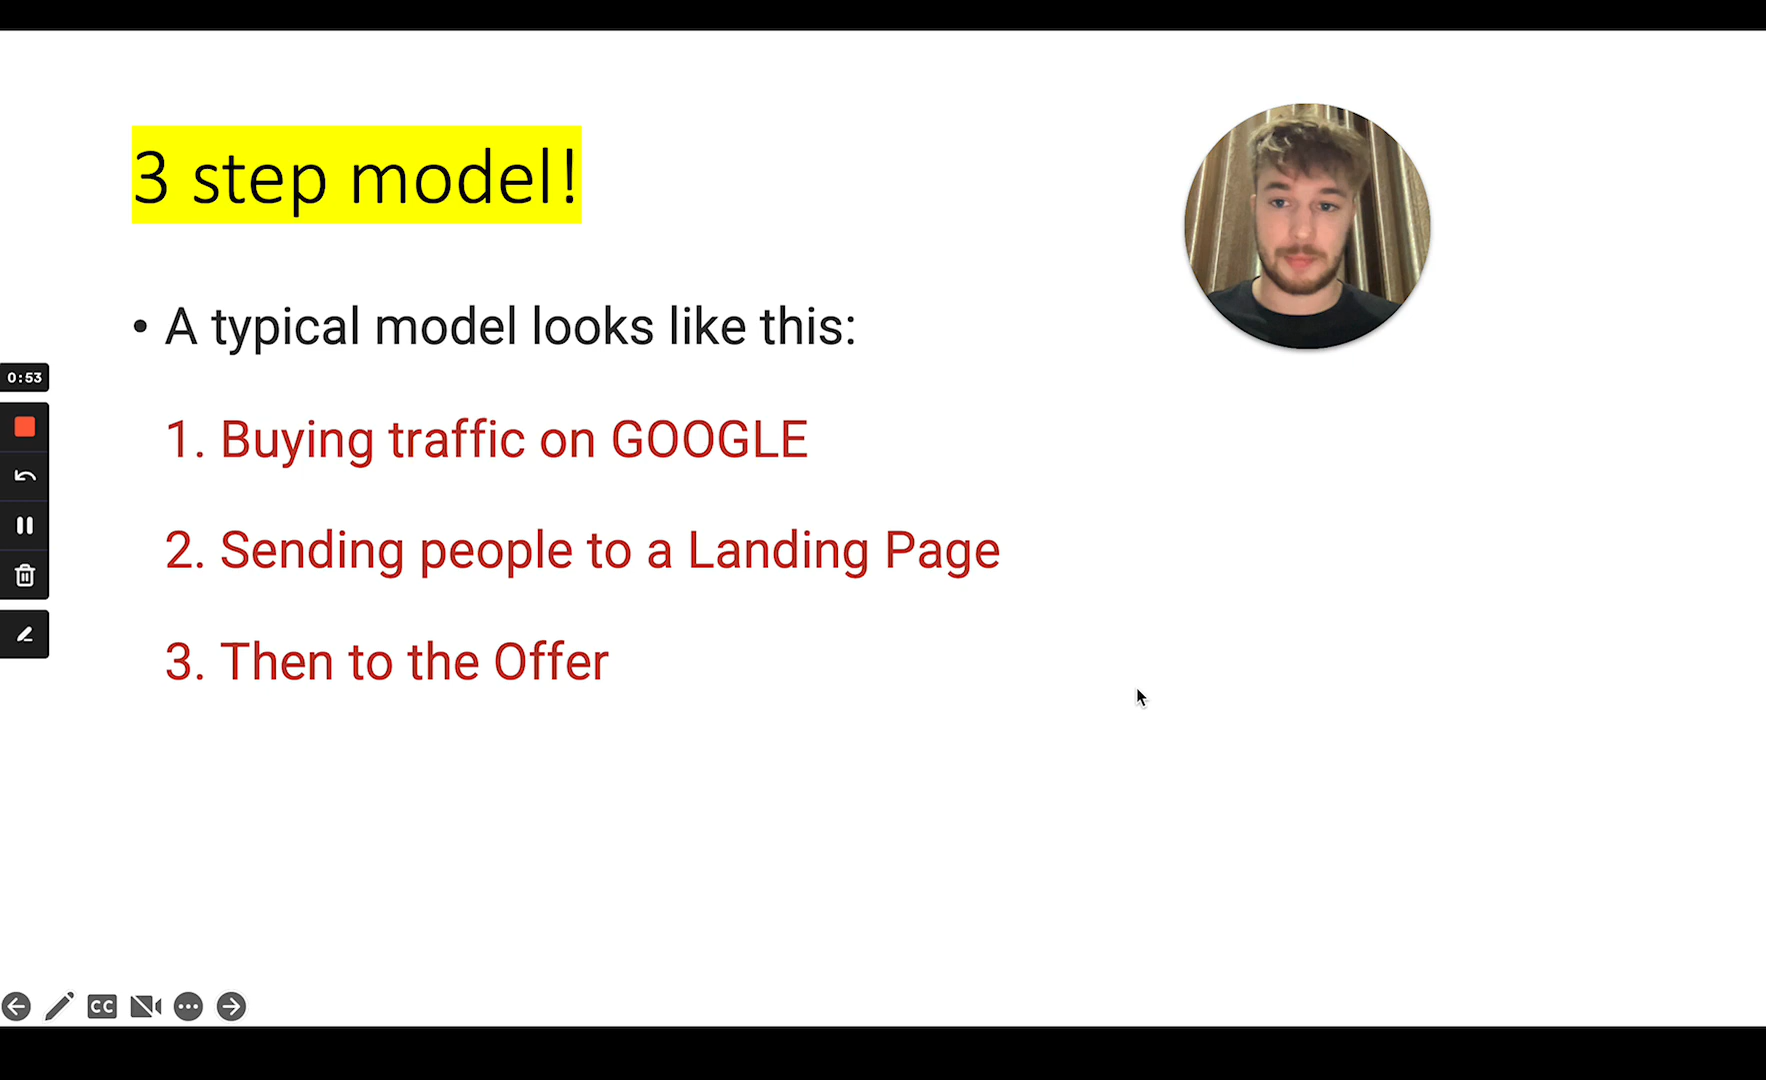 3 step model!
• A typical model looks like this:
1. Buying traffic on GOOGLE
2. Sending people to a Landing Page
3. Then to the Offer
0:53
CC